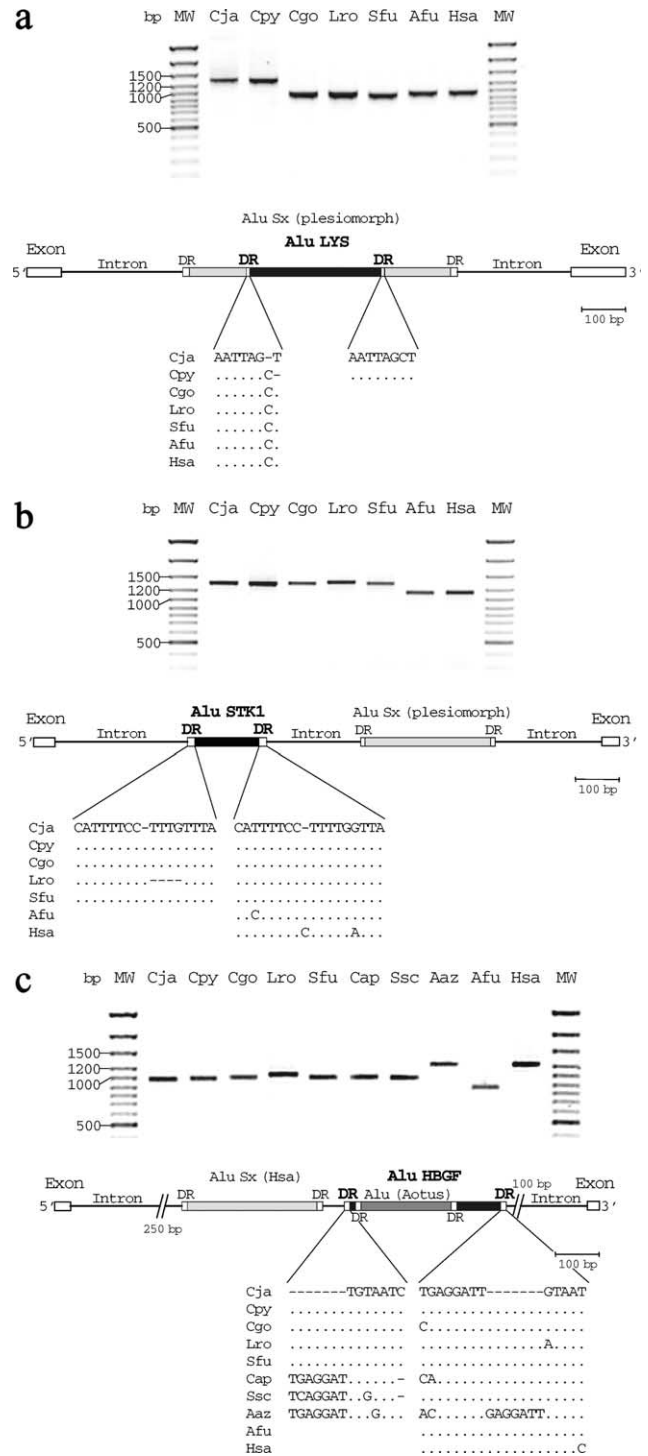 a
bp MW Cja Cpy Cgo Lro Sfu Afu Hsa MW
1500
1200
1000
500
Alu Sx (plesiomorph)
Alu LYS
Exon DR DR DR DR Exon
5' Intron Intron 3'
100 bp
Cja AATTAG-T AATTAGCT
Cpy ......C- ........
Cgo ......C.
Lro ......C.
Sfu ......C.
Afu ......C.
Hsa ......C.
b
bp MW Cja Cpy Cgo Lro Sfu Afu Hsa MW
1500
1200
1000
500
Alu STK1 Alu Sx (plesiomorph)
Exon DR DR DR DR Exon
5' Intron Intron Intron 3'
100 bp
Cja CATTTTCC-TTTGTTTA CATTTTCC-TTTTGGTTA
Cpy ................. ..................
Cgo ................. ..................
Lro .........----.... ..................
Sfu ................. ..................
Afu ..C...............
Hsa ........C.....A...
c
bp MW Cja Cpy Cgo Lro Sfu Cap Ssc Aaz Afu Hsa MW
1500
1200
1000
500
Alu Sx (Hsa) Alu HBGF
Exon DR DR DR Alu (Aotus) DR 100 bp Exon
5' Intron DR DR Intron 3'
250 bp
100 bp
Cja -------TGTAATC TGAGGATT-------GTAAT
Cpy .............. ....................
Cgo .............. C...................
Lro .............. ...............A....
Sfu .............. ....................
Cap TGAGGAT......- CA..................
Ssc TCAGGAT..G...- ....................
Aaz TGAGGAT...G... AC......GAGGATT.....
Afu ....................
Hsa ...................C